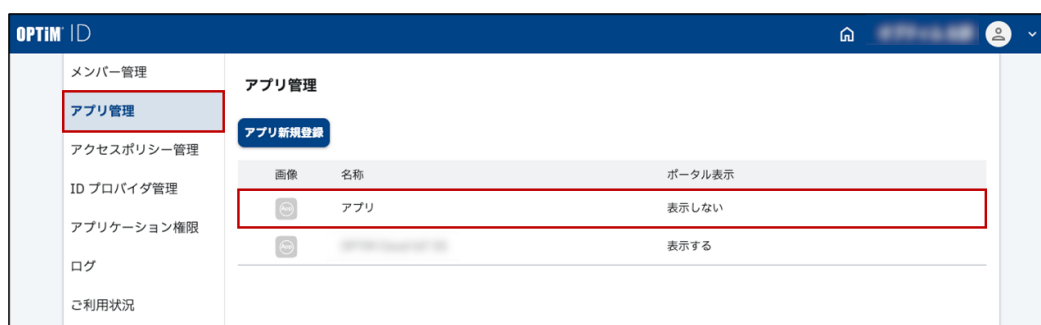 OPTiM ID
メンバー管理
アプリ管理
アクセスポリシー管理
ID プロバイダ管理
アプリケーション権限
ログ
ご利用状況
アプリ管理
アプリ新規登録
画像 名称 ポータル表示
アプリ 表示しない
表示する